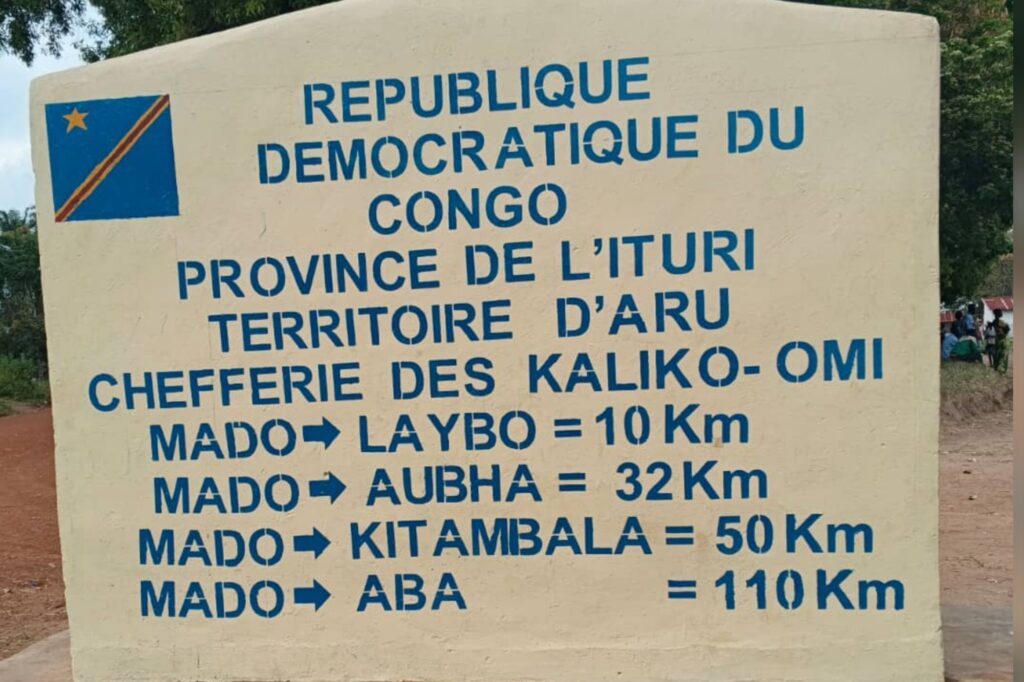 REPUBLIQUE
DEMOCRATIQUE DU
CONGO
PROVINCE DE L'ITURI
TERRITOIRE D'ARU
CHEFFERIE DES KALIKO-OMI
MADO➡ LAYBO = 10 Km
MADO➡ AUBHA = 32 Km
MADO➡ KITAMBALA = 50 Km
MADO➡ ABA = 110 Km